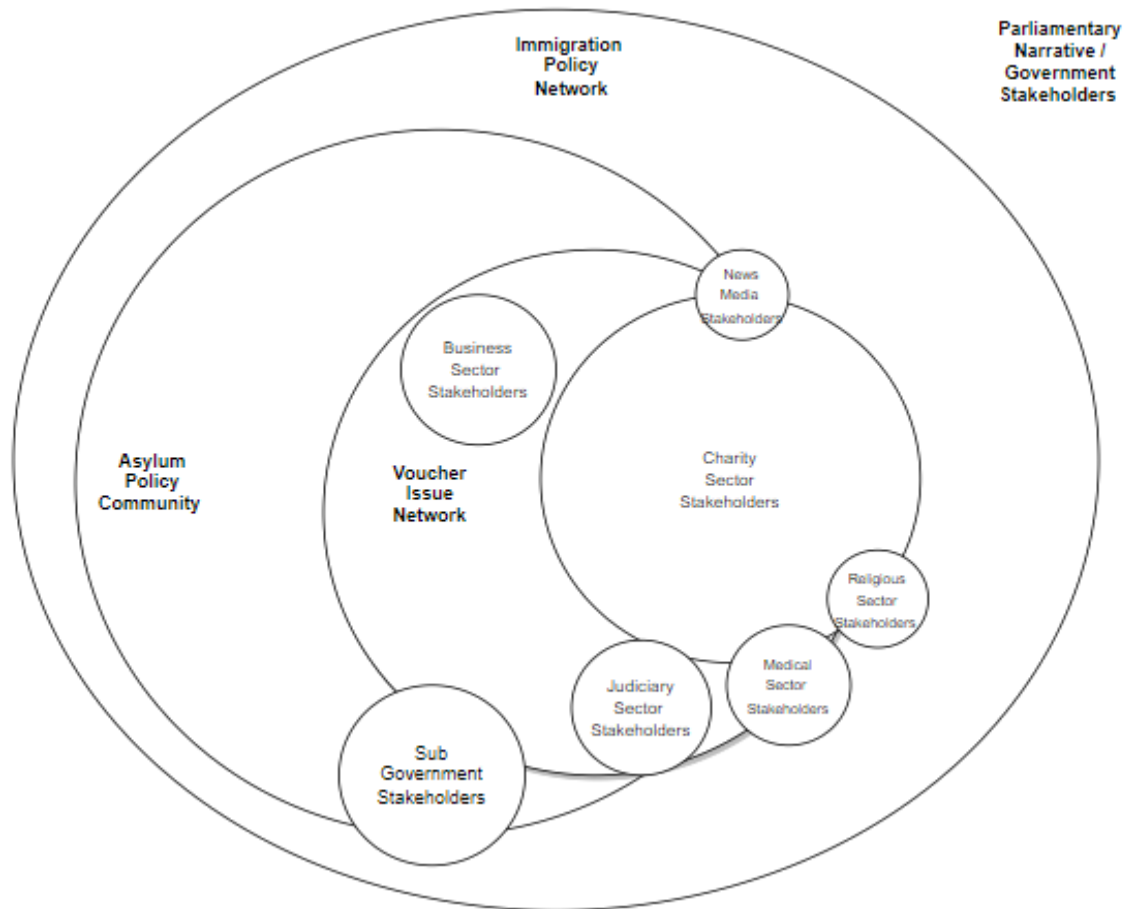 Immigration
Policy
Network
Parliamentary
Narrative /
Government
Stakeholders
News
Media
Stakeholders
Business
Sector
Stakeholders
Charity
Sector
Stakeholders
Asylum
Policy
Community
Voucher
Issue
Network
Religious
Sector
Stakeholders
Medical
Sector
Stakeholders
Judiciary
Sector
Stakeholders
Sub
Government
Stakeholders